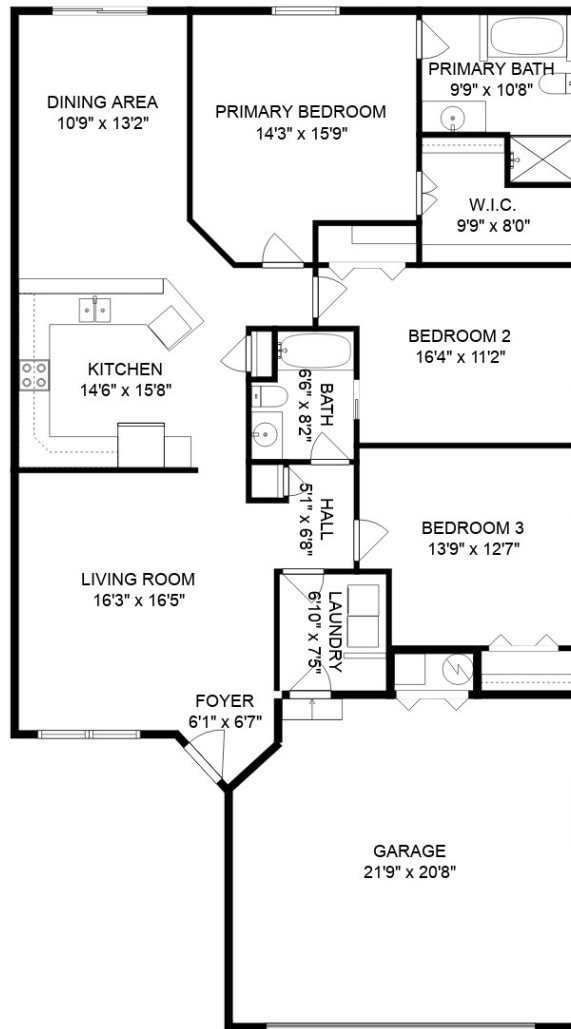 DINING AREA
10'9" x 13'2"
PRIMARY BEDROOM
14'3" x 15'9"
PRIMARY BATH
9'9" x 10'8"
W.I.C.
9'9" x 8'0"
KITCHEN
14'6" x 15'8"
BATH
6'6" x 8'2"
BEDROOM 2
16'4" x 11'2"
HALL
5'1" x 6'8"
BEDROOM 3
13'9" x 12'7"
LIVING ROOM
16'3" x 16'5"
LAUNDRY
6'10" x 7'5"
FOYER
6'1" x 6'7"
GARAGE
21'9" x 20'8"